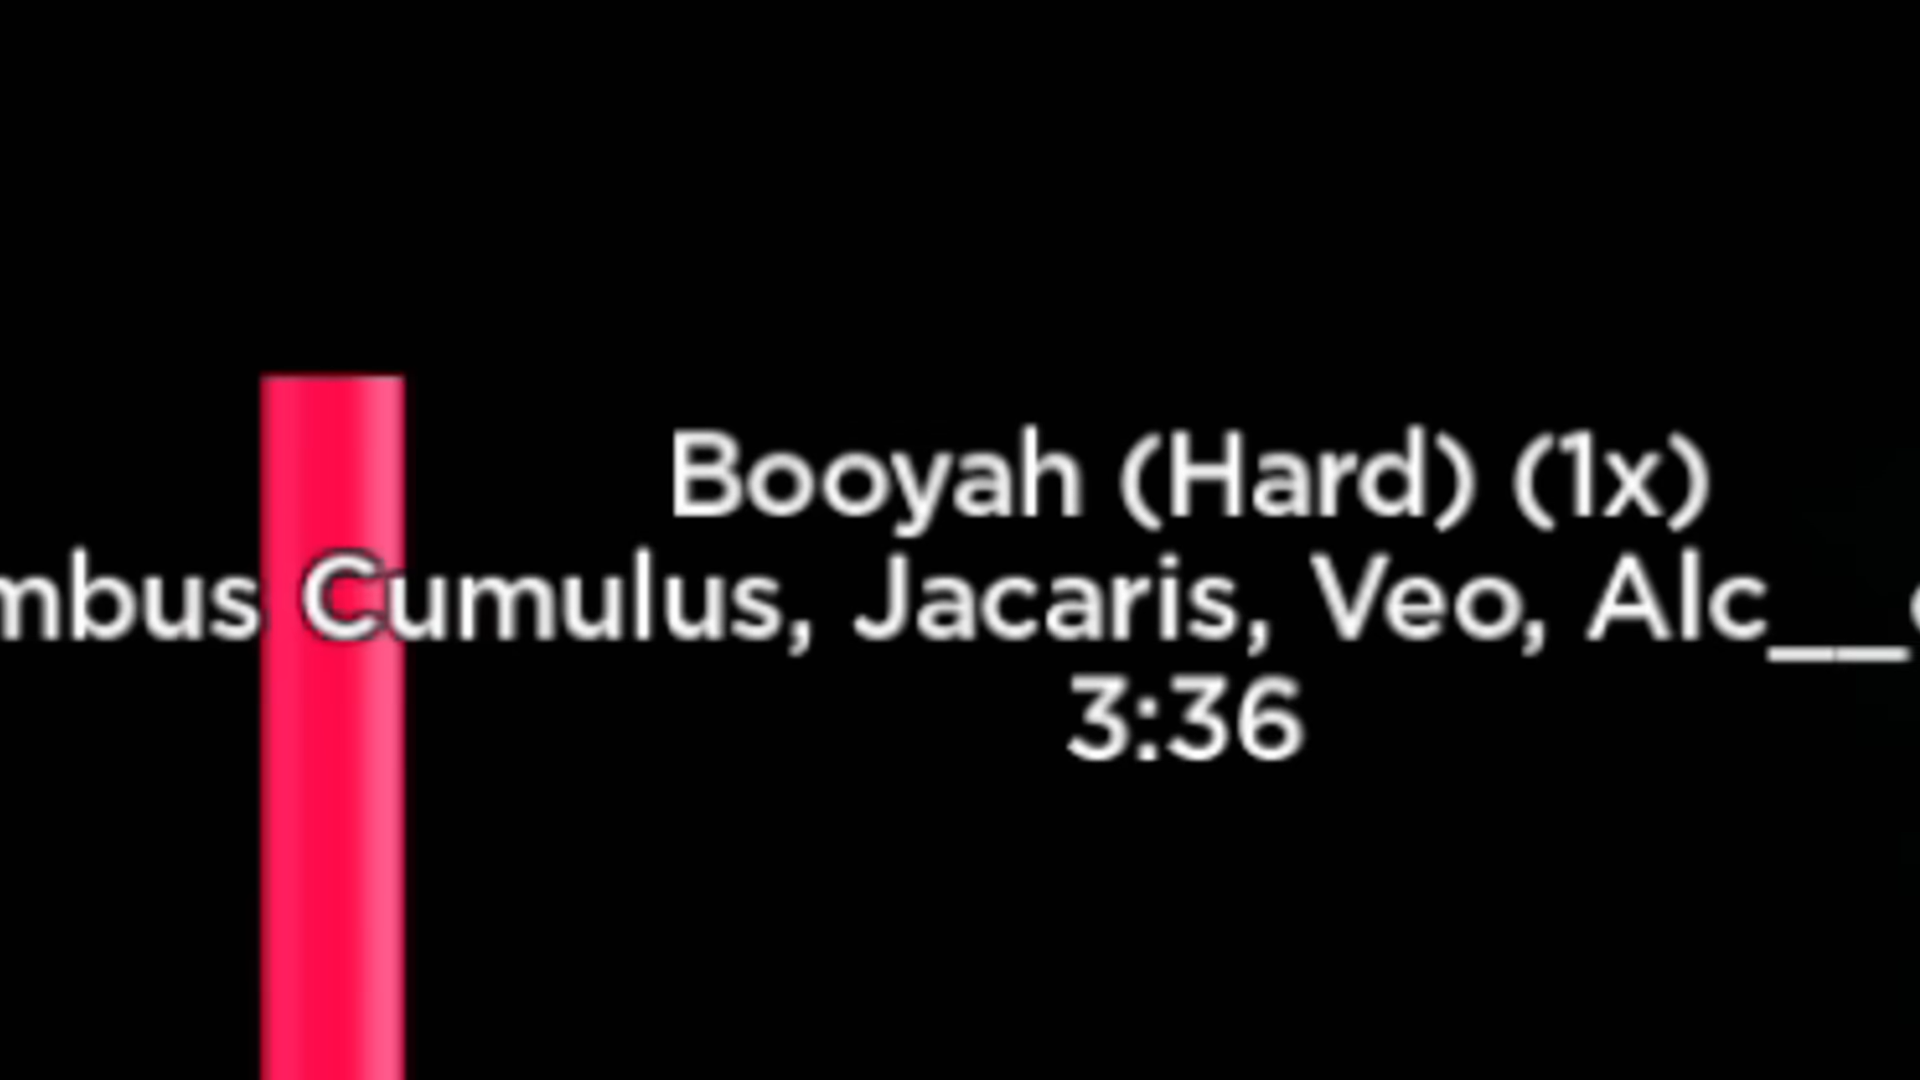 Booyah (Hard) (1x)
mbus Cumulus, Jacaris, Veo, Alc__
3:36